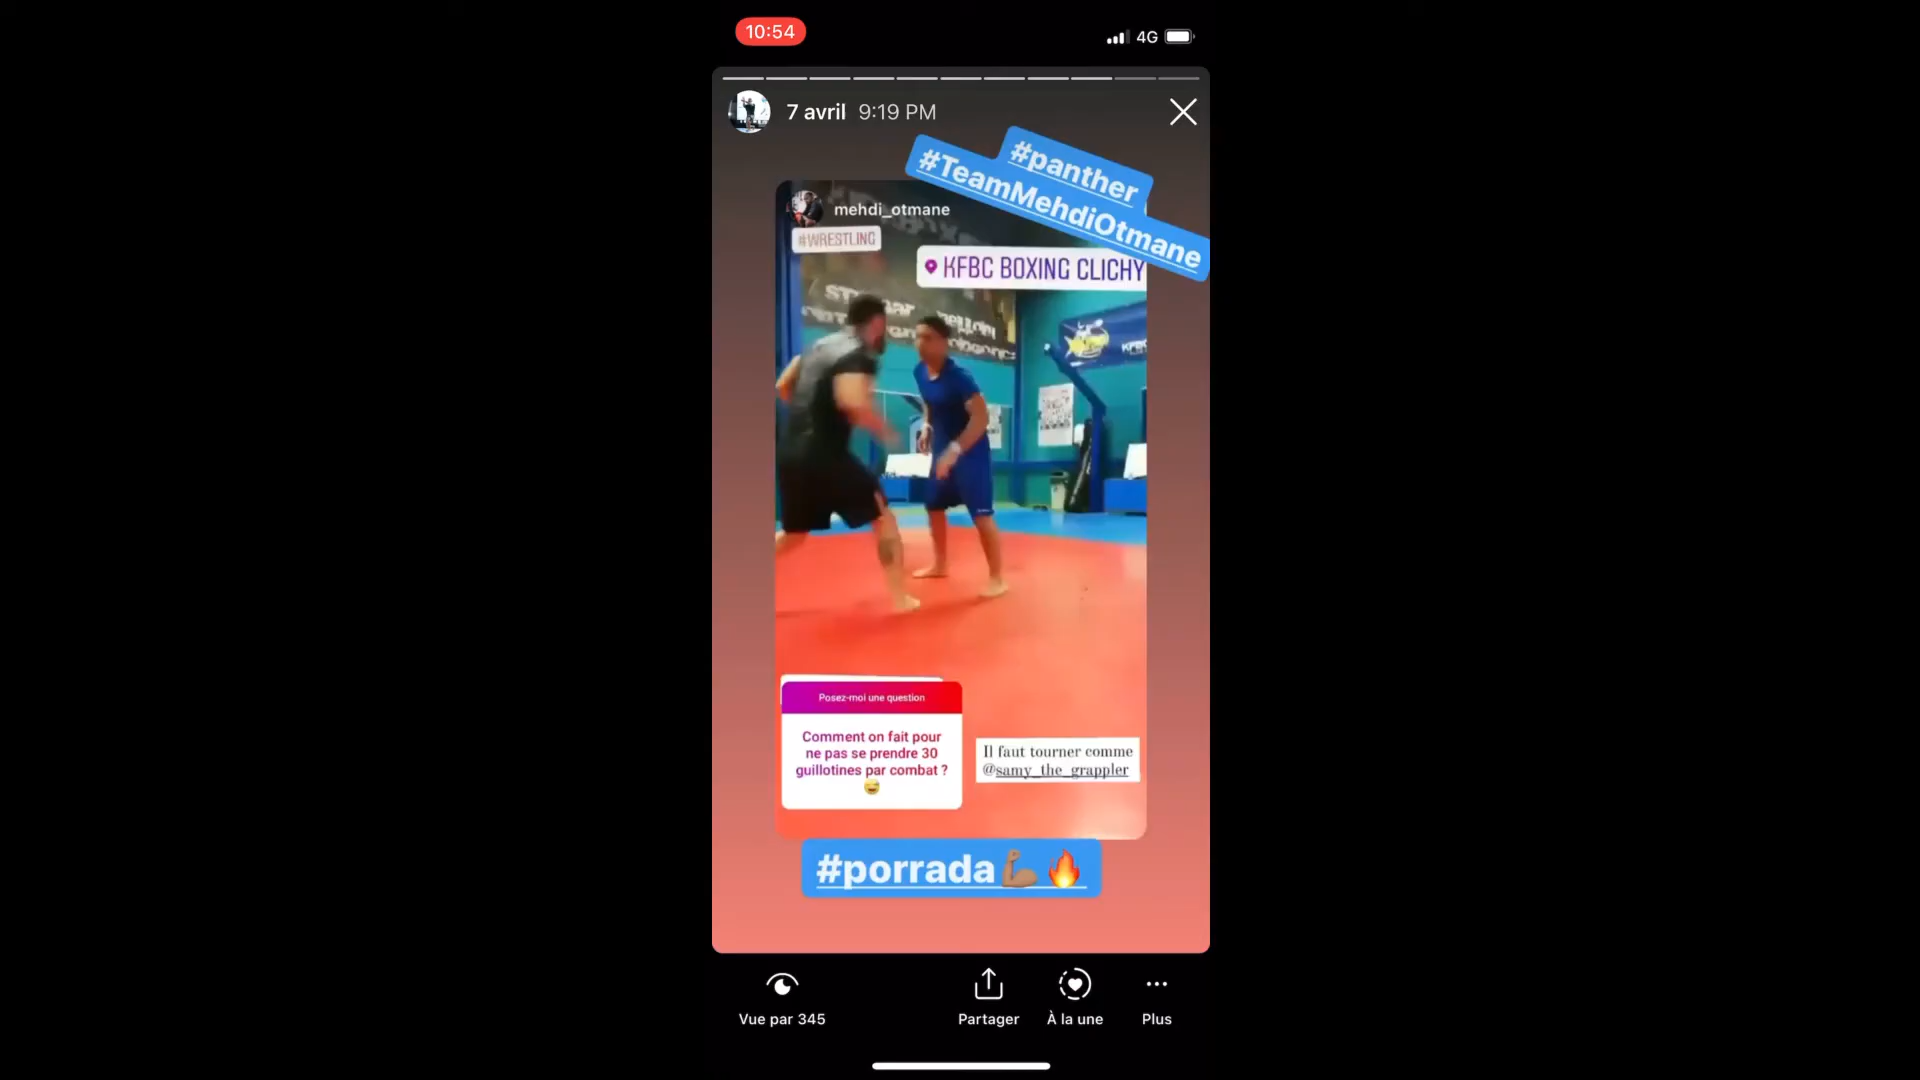 10:54
4G
7 avril 9:19 PM
#panther
#TeamMehdiOtmane
mehdi_otmane
#WRESTLING
KFBC BOXING CLICHY
KFBC
Posez-moi une question
Comment on fait pour
ne pas se prendre 30
guillotines par combat ?
😅
Il faut tourner comme
@samy_the_grappler
#porrada💪🏽🔥
Vue par 345
Partager
À la une
Plus